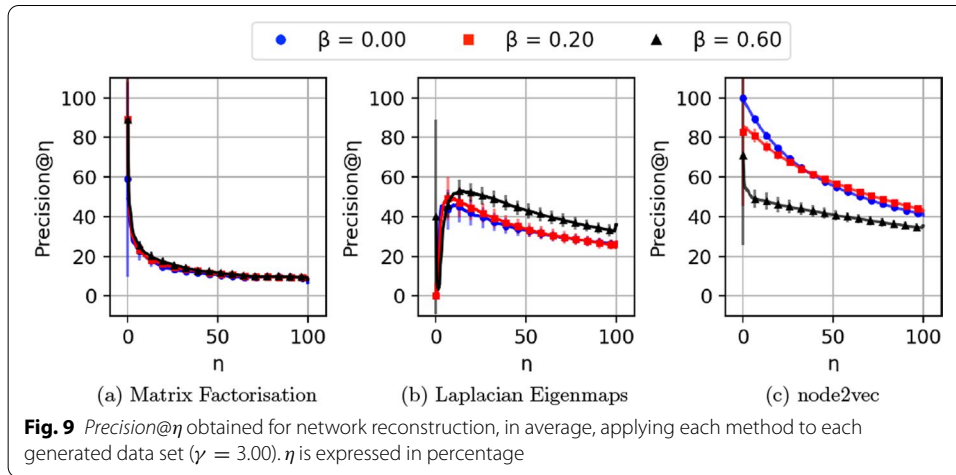 β = 0.00 β = 0.20 β = 0.60
Precision@η
100
80
60
40
20
0
0 50 100
η
(a) Matrix Factorisation
Precision@η
100
80
60
40
20
0
0 50 100
η
(b) Laplacian Eigenmaps
Precision@η
100
80
60
40
20
0
0 50 100
η
(c) node2vec
Fig. 9 Precision@η obtained for network reconstruction, in average, applying each method to each
generated data set (γ = 3.00). η is expressed in percentage